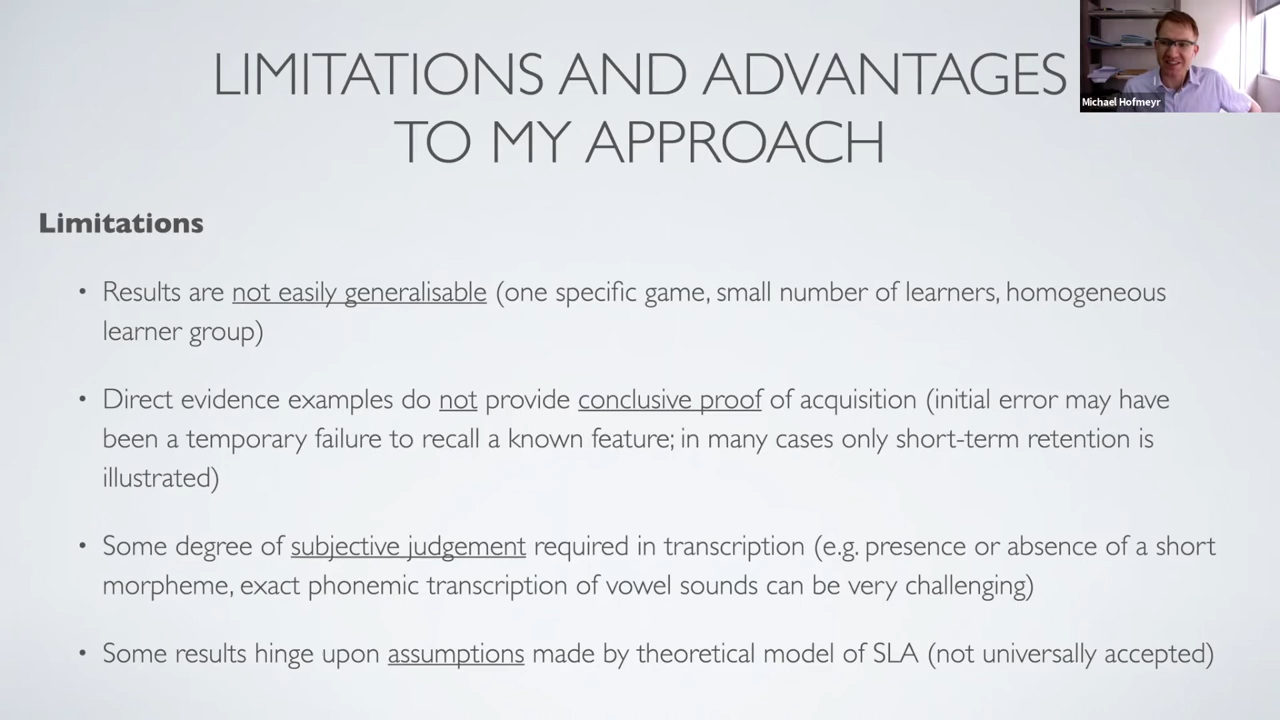 LIMITATIONS AND ADVANTAGES
TO MY APPROACH
Michael Hofmeyr
Limitations
• Results are not easily generalisable (one specific game, small number of learners, homogeneous
learner group)
• Direct evidence examples do not provide conclusive proof of acquisition (initial error may have
been a temporary failure to recall a known feature; in many cases only short-term retention is
illustrated)
• Some degree of subjective judgement required in transcription (e.g. presence or absence of a short
morpheme, exact phonemic transcription of vowel sounds can be very challenging)
• Some results hinge upon assumptions made by theoretical model of SLA (not universally accepted)